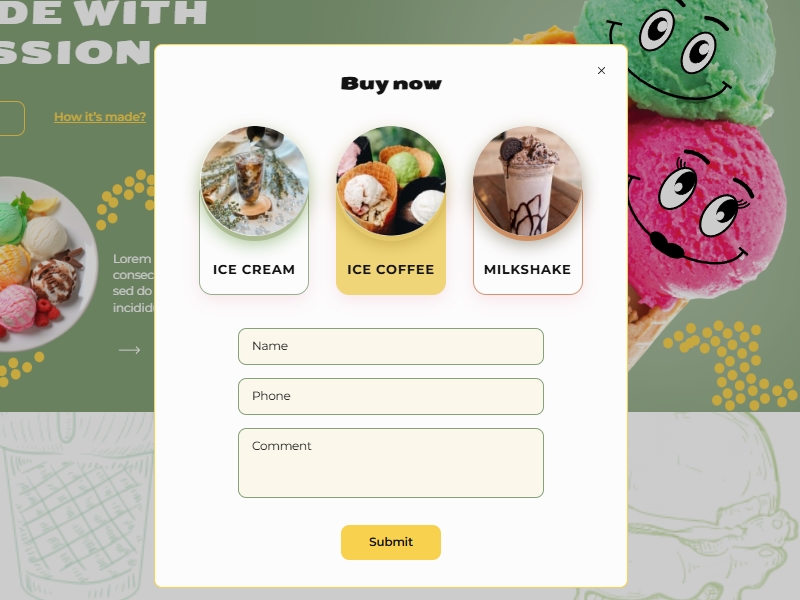 DE WITH
SSION
How it's made?
Lorem
consec
sed do
incididu
Buy now
ICE CREAM
ICE COFFEE
MILKSHAKE
Name
Phone
Comment
Submit